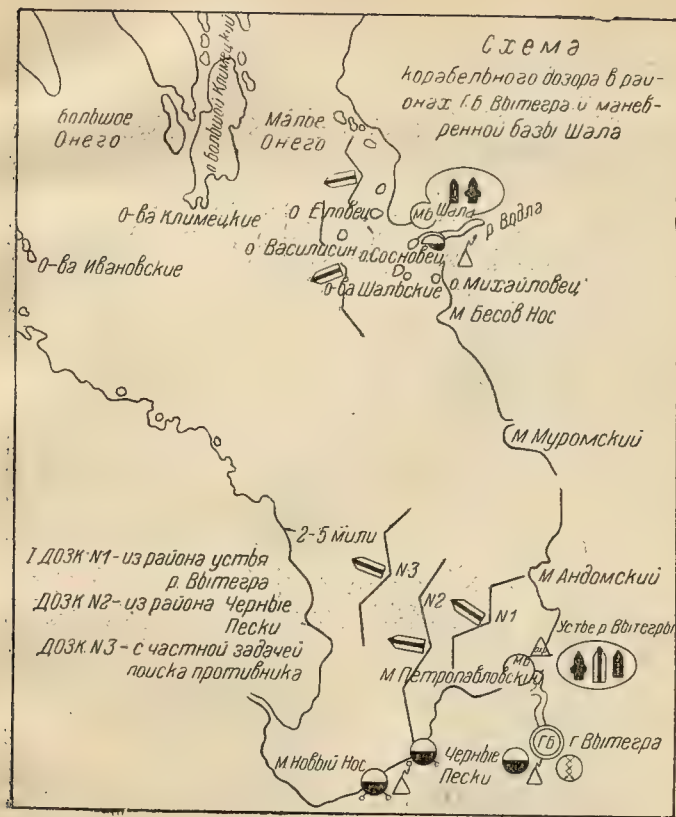 Схема
корабельного дозора в рай-
онах ГБ Вытегра и манев-
ренной базы Шала
Большое
Онего
о Большой Климецкий
Малое
Онего
МБ Шала
р Водла
о-ва Климецкие
о Еловец
о Василисин
о. Сосновец
о-ва Ивановские
о-ва Шальские
о. Михайловец
М Бесов Нос
М Муромский
2-5 мили
I ДОЗК N1 - из района устья
р. Вытегра
ДОЗК N2 - из района Черные
Пески
ДОЗК N3 - с частной задачей
поиска противника
N3
N2
N1
М Андомский
Устье р Вытегры
М Петропавловский
МБ
ГБ
г Вытегра
М Новый Нос
Черные
Пески